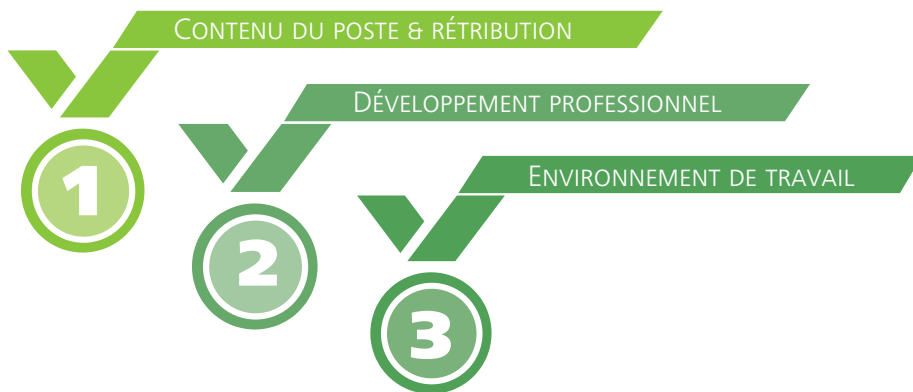 Contenu du poste & rétribution
1
Développement professionnel
2
Environnement de travail
3